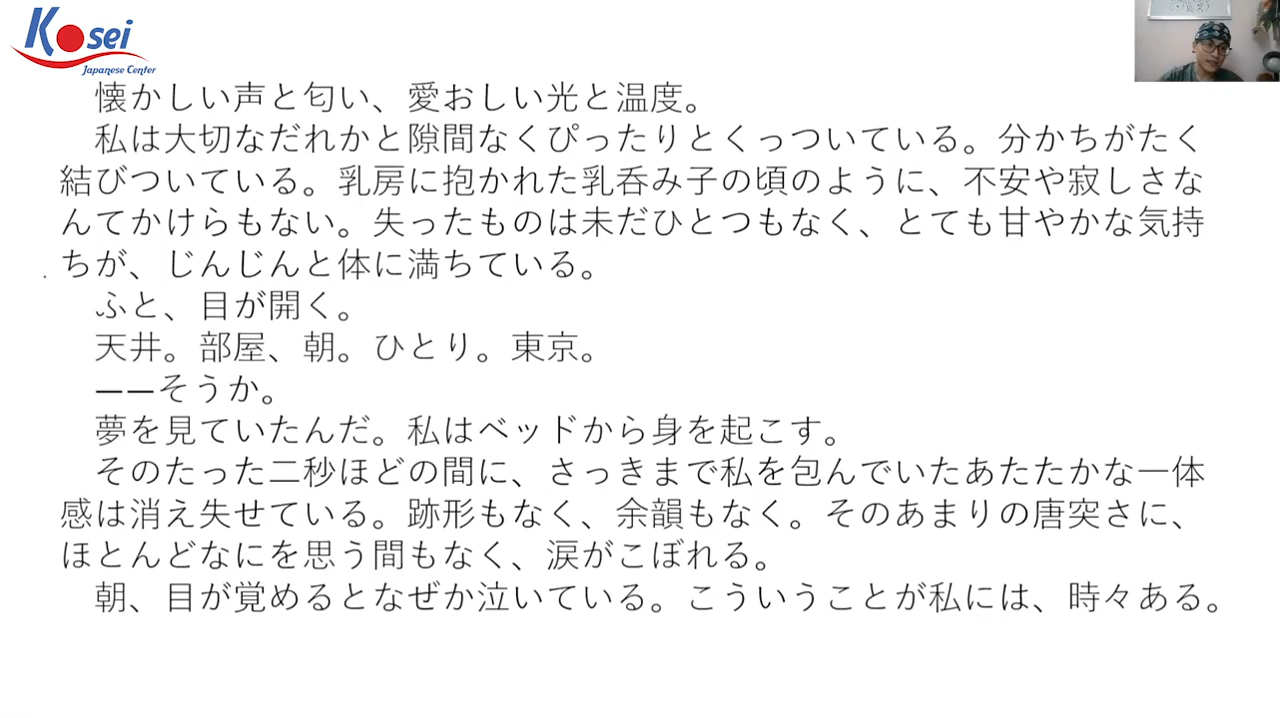 Kosei
Japanese Center
懐かしい声と匂い、愛おしい光と温度。
私は大切なだれかと隙間なくぴったりとくっついている。分かちがたく
結びついている。乳房に抱かれた乳呑み子の頃のように、不安や寂しさな
んてかけらもない。失ったものは未だひとつもなく、とても甘やかな気持
ちが、じんじんと体に満ちている。
ふと、目が開く。
天井。部屋、朝。ひとり。東京。
——そうか。
夢を見ていたんだ。私はベッドから身を起こす。
そのたった二秒ほどの間に、さっきまで私を包んでいたあたたかな一体
感は消え失せている。跡形もなく、余韻もなく。そのあまりの唐突さに、
ほとんどなにを思う間もなく、涙がこぼれる。
朝、目が覚めるとなぜか泣いている。こういうことが私には、時々ある。